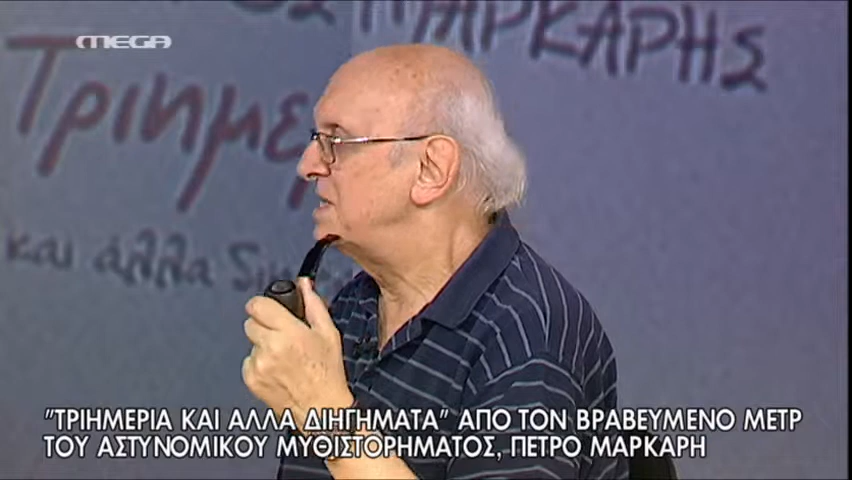 MEGA
ΜΑΡΚΑΡΗΣ
Τριημε
και άλλα
"ΤΡΙΗΜΕΡΙΑ ΚΑΙ ΑΛΛΑ ΔΙΗΓΗΜΑΤΑ" ΑΠΟ ΤΟΝ ΒΡΑΒΕΥΜΕΝΟ ΜΕΤΡ
ΤΟΥ ΑΣΤΥΝΟΜΙΚΟΥ ΜΥΘΙΣΤΟΡΗΜΑΤΟΣ, ΠΕΤΡΟ ΜΑΡΚΑΡΗ